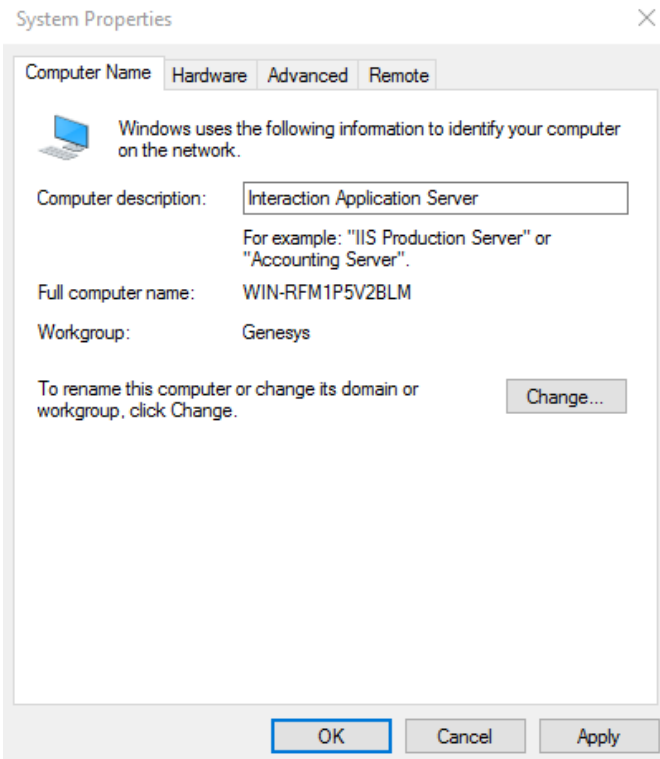 System Properties
Computer Name Hardware Advanced Remote
Windows uses the following information to identify your computer
on the network.
Computer description: Interaction Application Server
For example: "IIS Production Server" or
"Accounting Server".
Full computer name: WIN-RFM1P5V2BLM
Workgroup: Genesys
To rename this computer or change its domain or
workgroup, click Change.
Change...
OK Cancel Apply